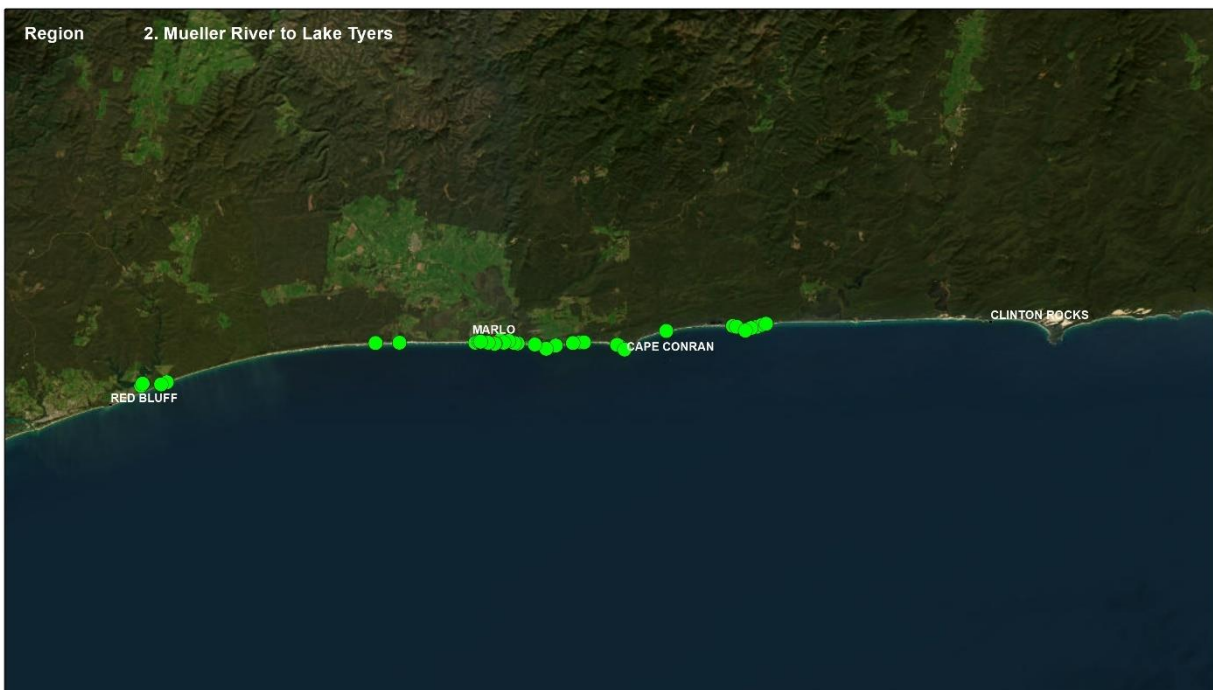 Region 2. Mueller River to Lake Tyers
CLINTON ROCKS
MARLO
CAPE CONRAN
RED BLUFF